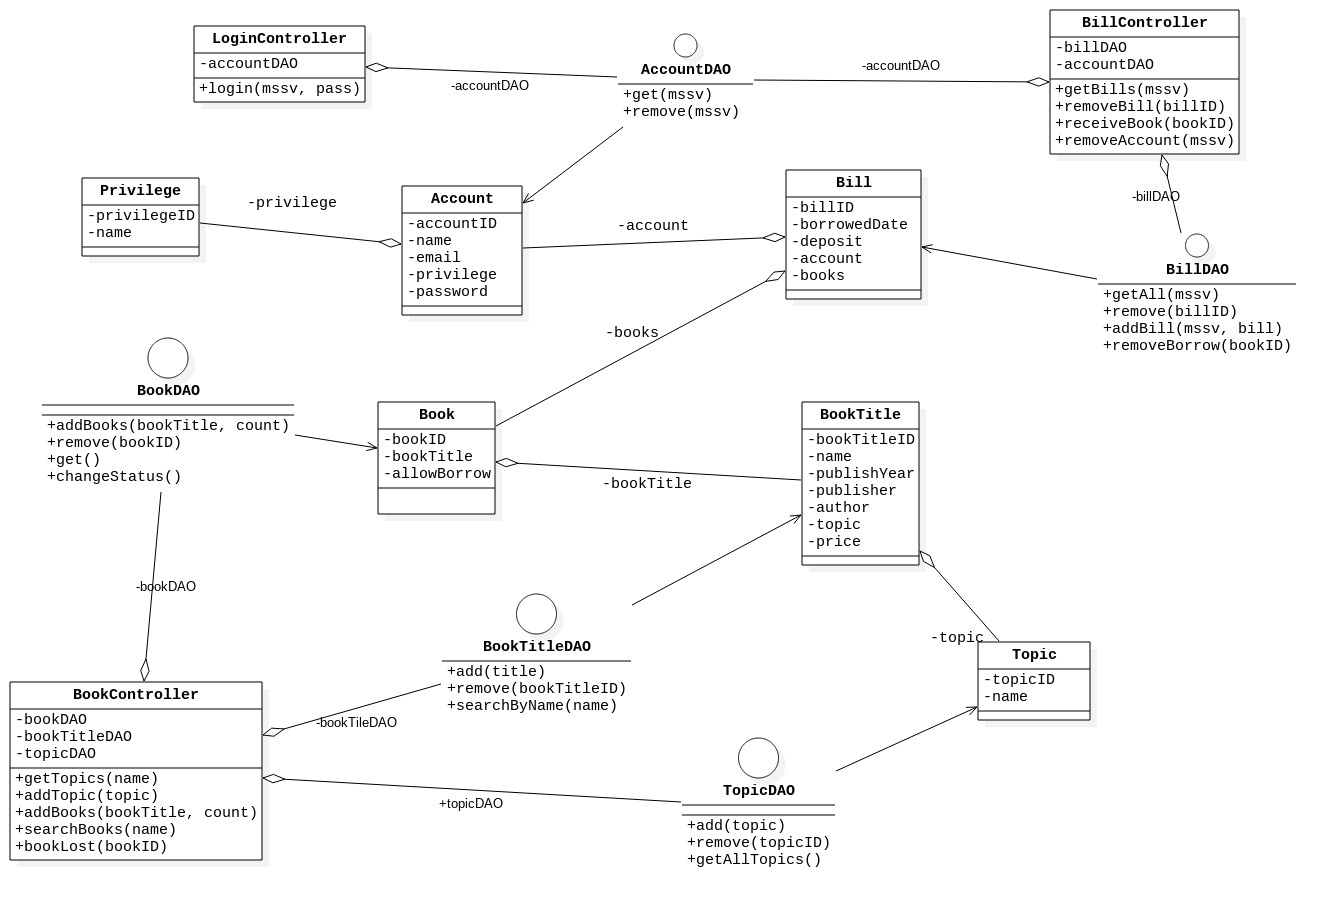 LoginController
-accountDAO
+login(mssv, pass)
-accountDAO
AccountDAO
+get(mssv)
+remove(mssv)
-accountDAO
BillController
-billDAO
-accountDAO
+getBills(mssv)
+removeBill(billID)
+receiveBook(bookID)
+removeAccount(mssv)
Privilege
-privilegeID
-name
-privilege
Account
-accountID
-name
-email
-privilege
-password
-account
Bill
-billID
-borrowedDate
-deposit
-account
-books
-billDAO
BillDAO
+getAll(mssv)
+remove(billID)
+addBill(mssv, bill)
+removeBorrow(bookID)
-books
BookDAO
+addBooks(bookTitle, count)
+remove(bookID)
+get()
+changeStatus()
Book
-bookID
-bookTitle
-allowBorrow
-bookTitle
BookTitle
-bookTitleID
-name
-publishYear
-publisher
-author
-topic
-price
-bookDAO
BookTitleDAO
+add(title)
+remove(bookTitleID)
+searchByName(name)
-topic
Topic
-topicID
-name
BookController
-bookDAO
-bookTitleDAO
-topicDAO
+getTopics(name)
+addTopic(topic)
+addBooks(bookTitle, count)
+searchBooks(name)
+bookLost(bookID)
-bookTileDAO
+topicDAO
TopicDAO
+add(topic)
+remove(topicID)
+getAllTopics()